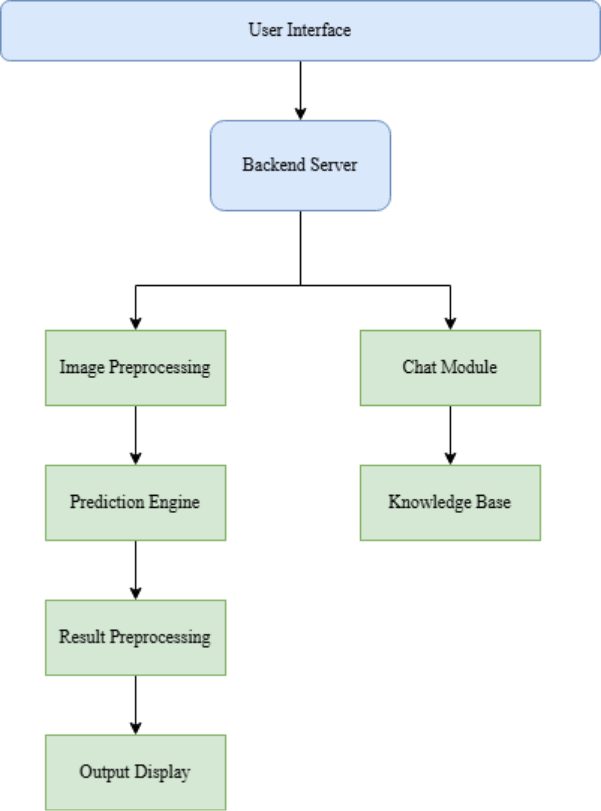 User Interface
Backend Server
Image Preprocessing
Chat Module
Prediction Engine
Knowledge Base
Result Preprocessing
Output Display